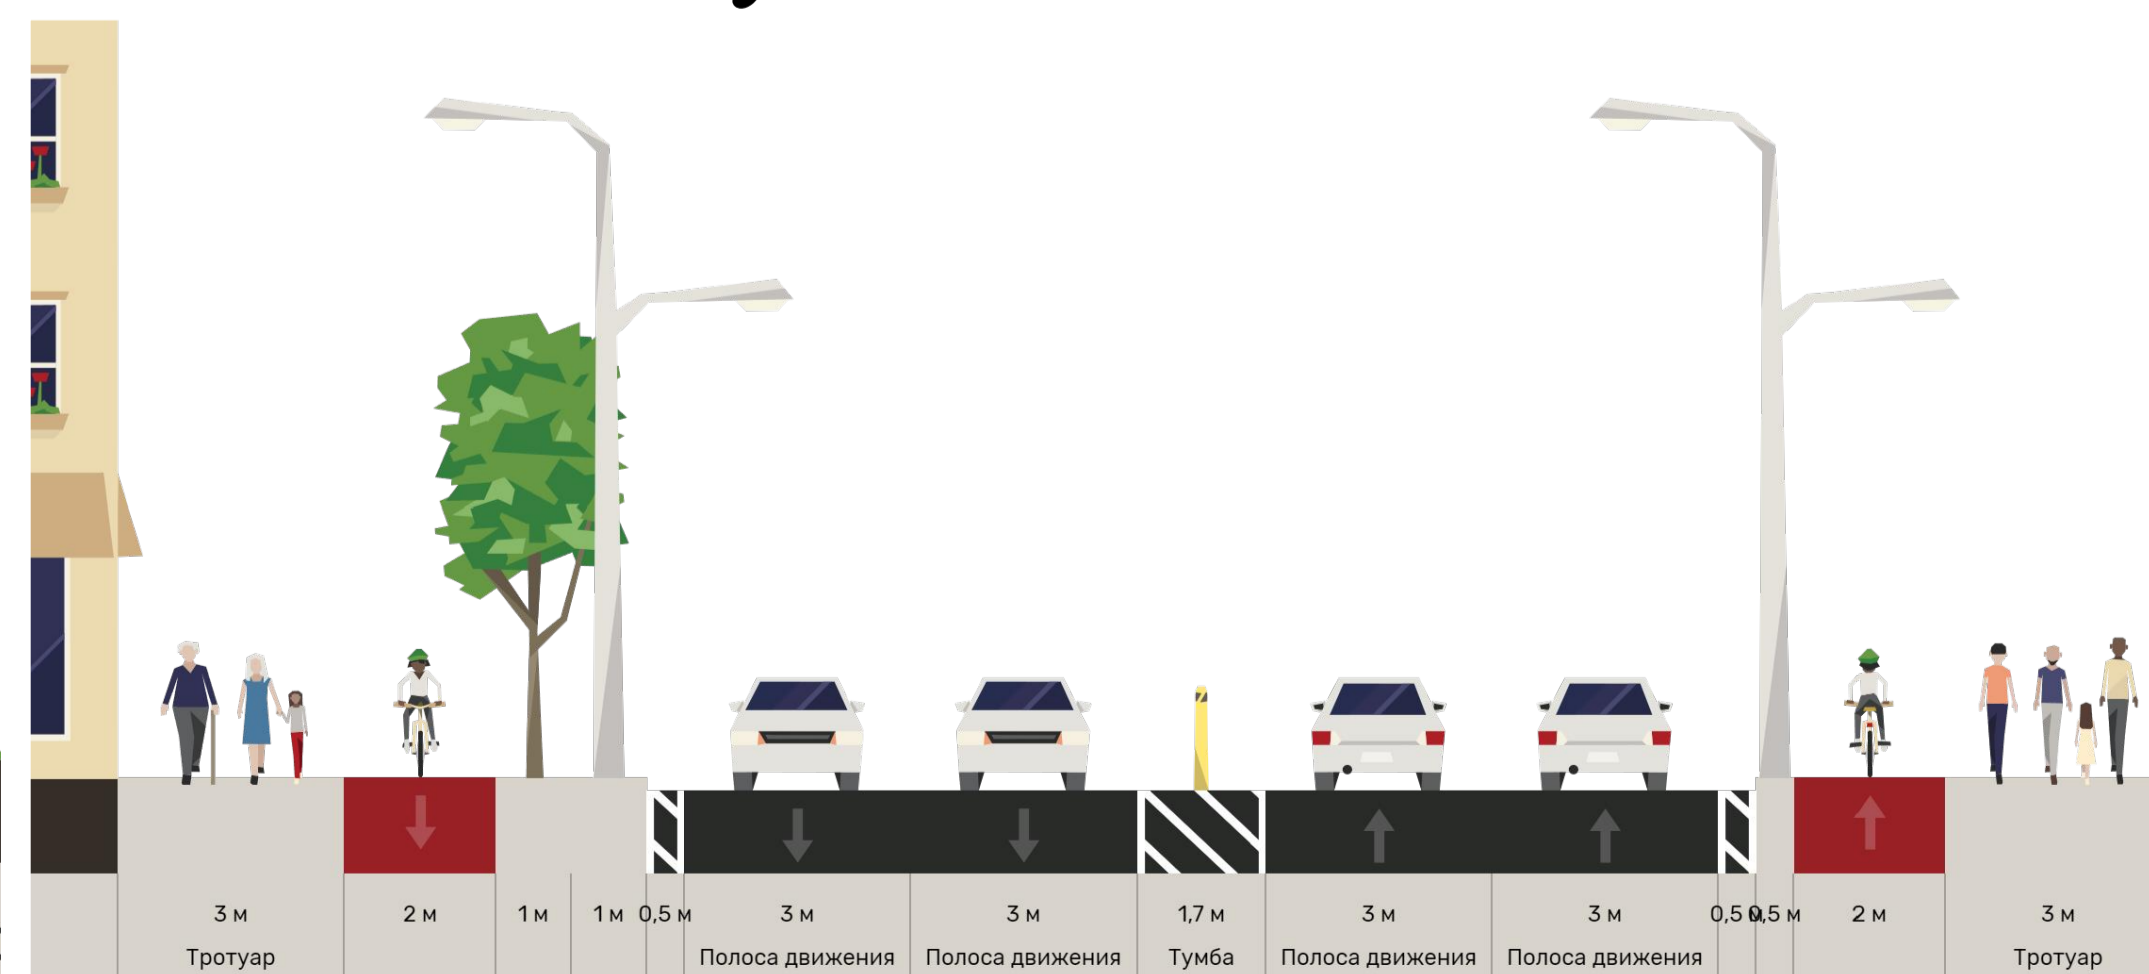 3 м 2 м 1 м 1 м 0,5 м 3 м 3 м 1,7 м 3 м 3 м 0,5 м 0,5 м 2 м 3 м
Тротуар Полоса движения Полоса движения Тумба Полоса движения Полоса движения Тротуар